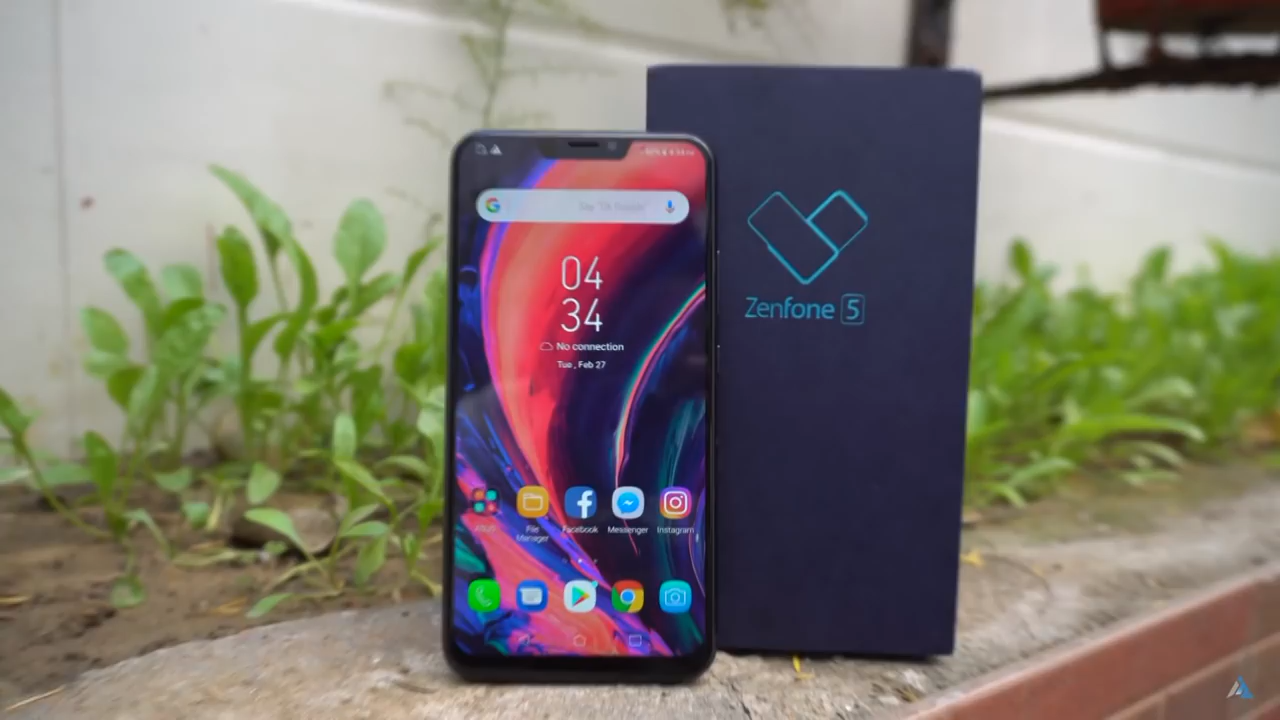 04
34
No connection
Tue, Feb 27
Zenfone 5
ASUS
File
Manager
Facebook
Messenger
Instagram